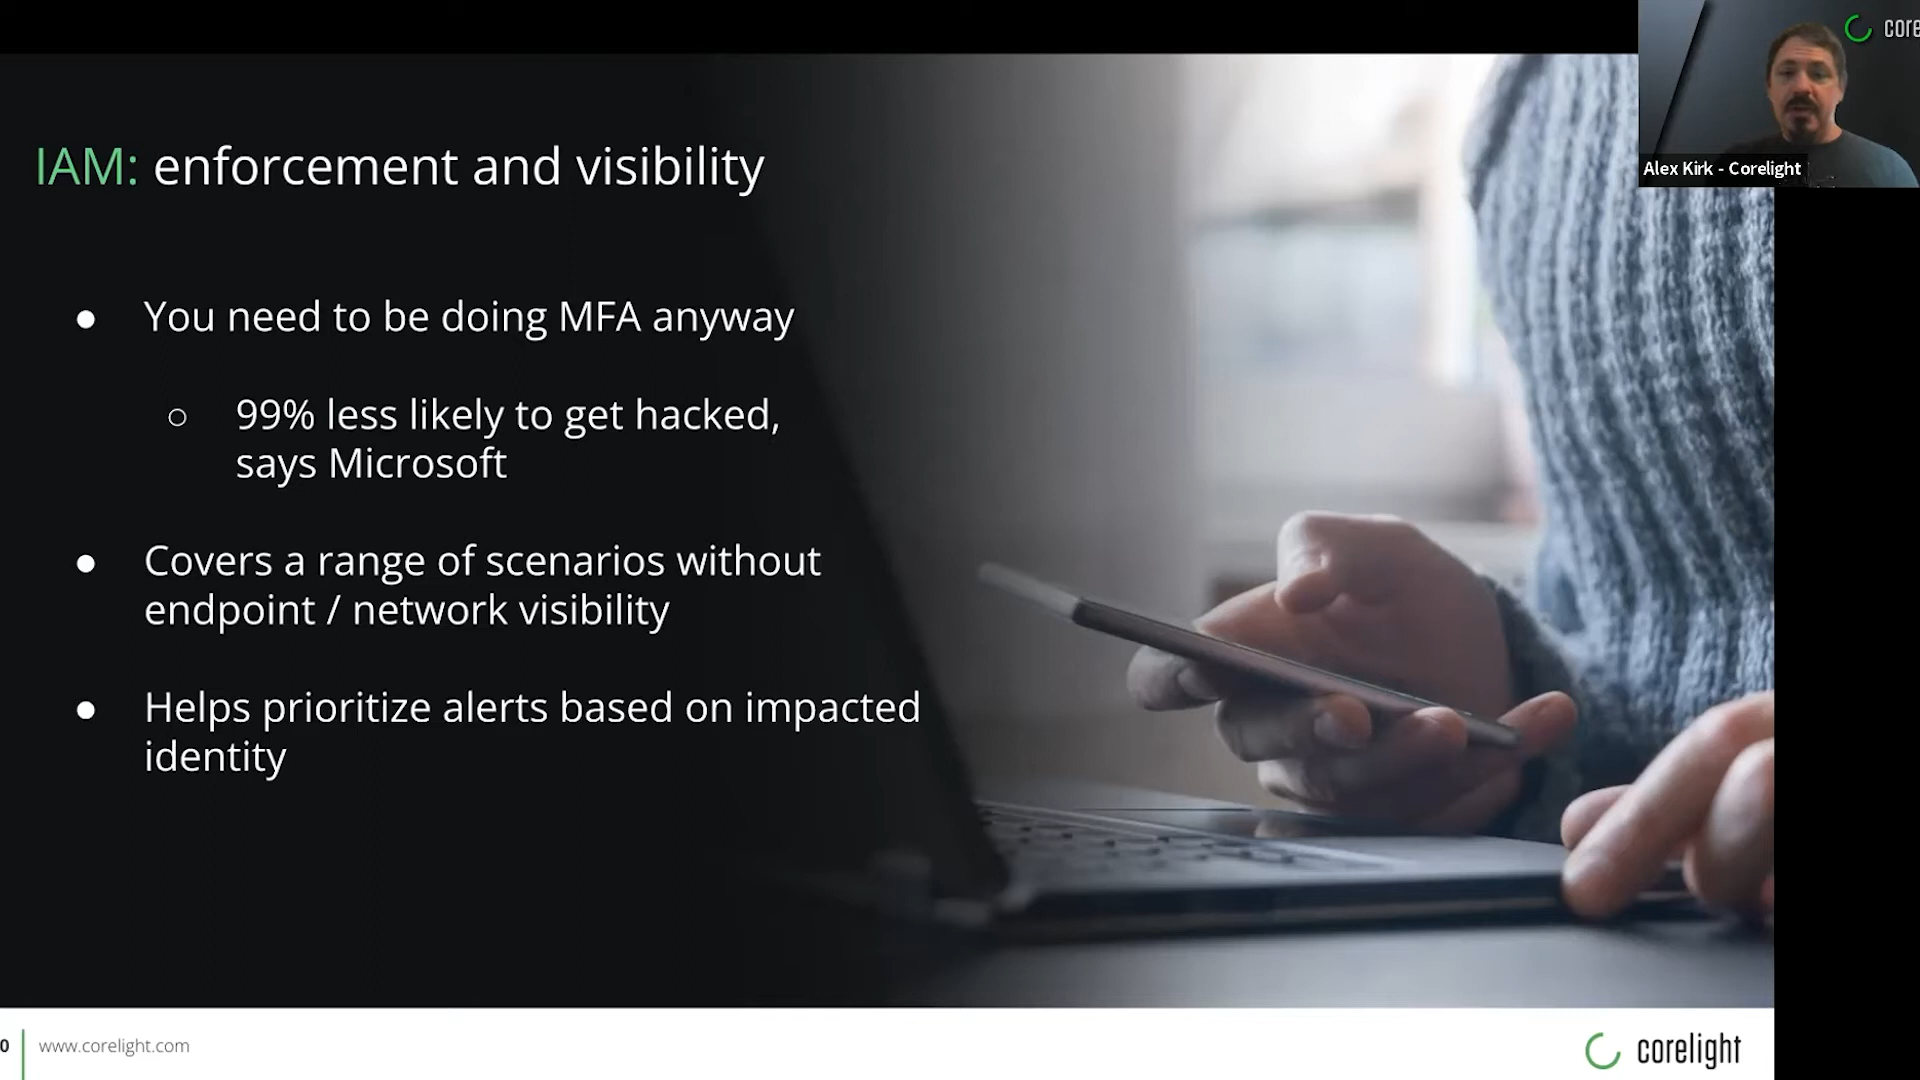 core
Alex Kirk - Corelight
IAM: enforcement and visibility
● You need to be doing MFA anyway
○ 99% less likely to get hacked,
says Microsoft
● Covers a range of scenarios without
endpoint / network visibility
● Helps prioritize alerts based on impacted
identity
0
www.corelight.com
corelight